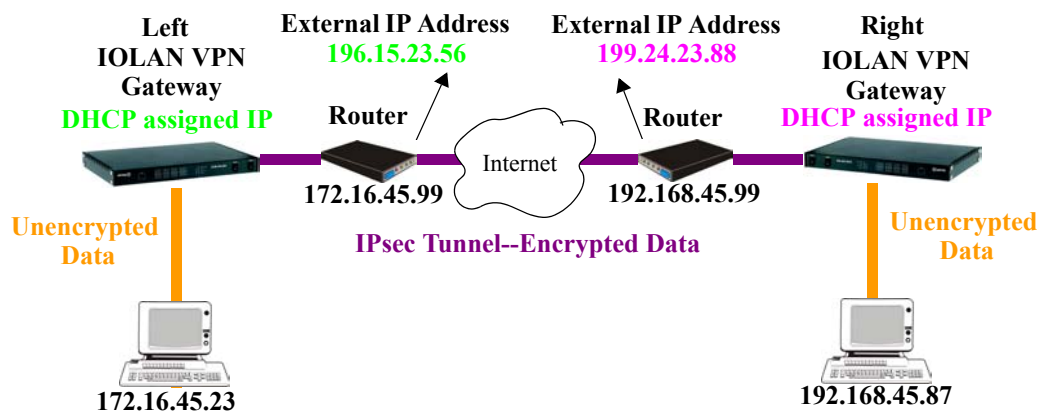 Left
IOLAN VPN
Gateway
DHCP assigned IP
External IP Address
196.15.23.56
External IP Address
199.24.23.88
Right
IOLAN VPN
Gateway
DHCP assigned IP
Router
Router
Internet
172.16.45.99
192.168.45.99
IPsec Tunnel--Encrypted Data
Unencrypted
Data
Unencrypted
Data
172.16.45.23
192.168.45.87